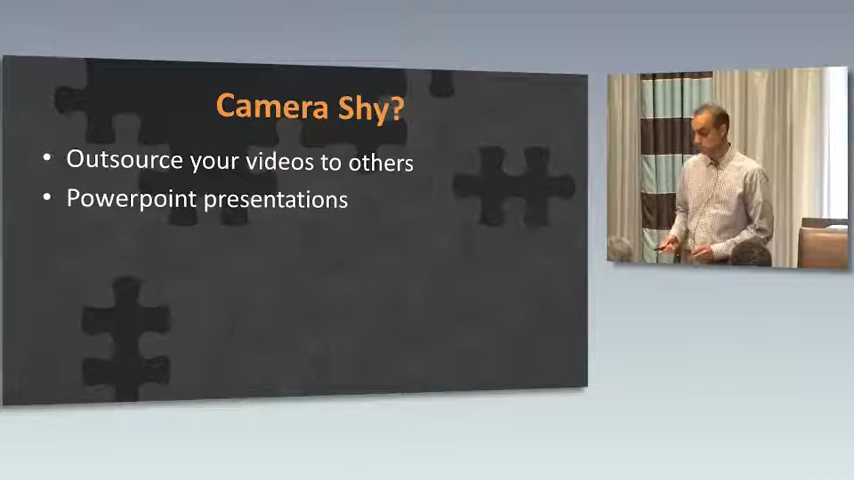 Camera Shy?
• Outsource your videos to others
• Powerpoint presentations